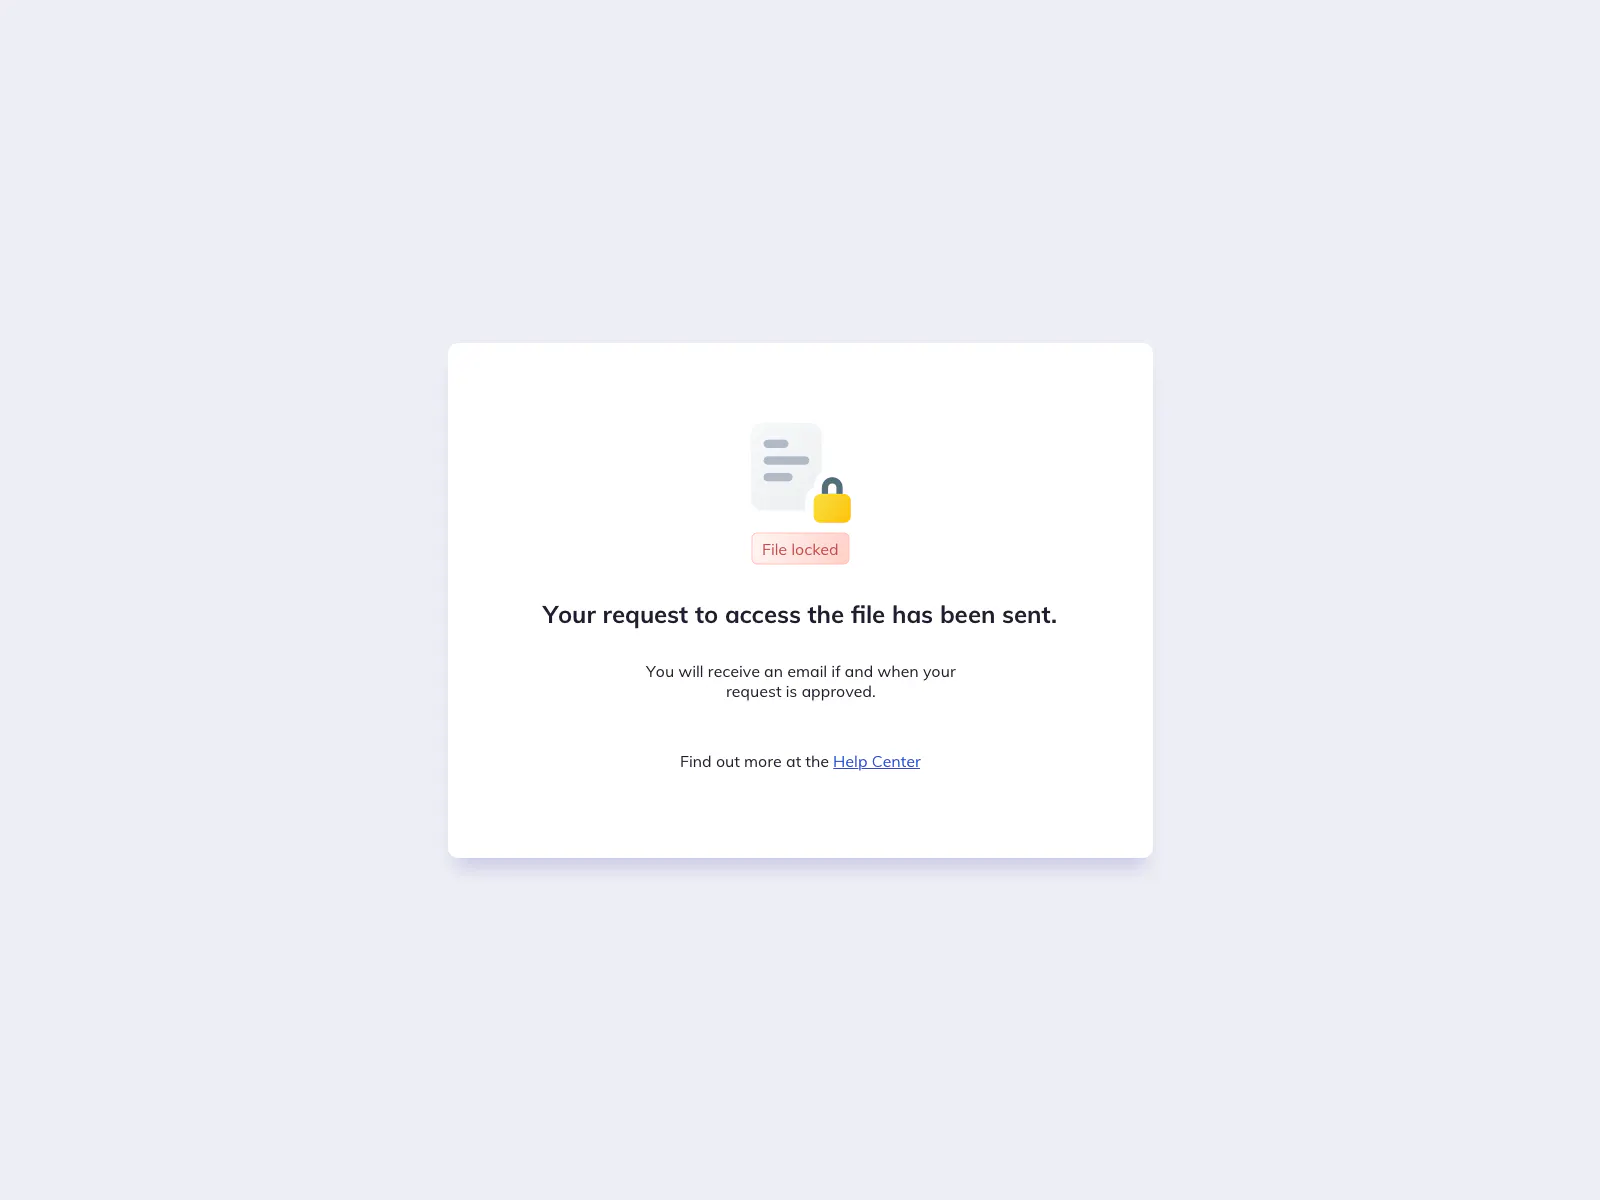 File locked
Your request to access the file has been sent.
You will receive an email if and when your
request is approved.
Find out more at the Help Center